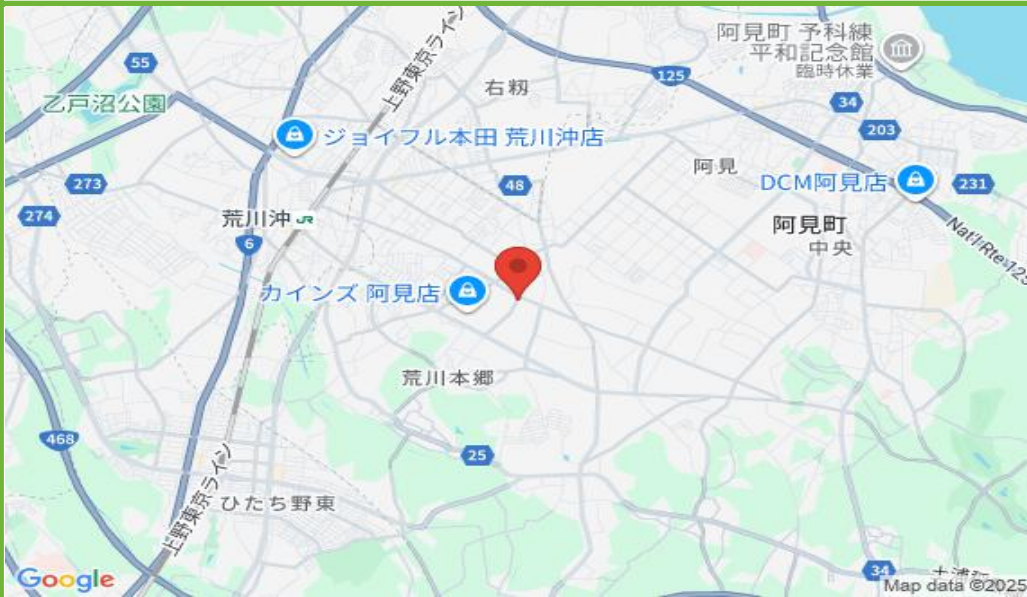 阿見町 予科練
平和記念館
臨時休業
55
上野東京ライン
125
右籾
乙戸沼公園
34
203
ジョイフル本田 荒川沖店
阿見
273
48
DCM阿見店
231
274
荒川沖 JR
阿見町
6
中央
Nat'l Rte 125
カインズ 阿見店
荒川本郷
468
25
上野東京ライン
ひたち野東
34
Google
Map data ©2025